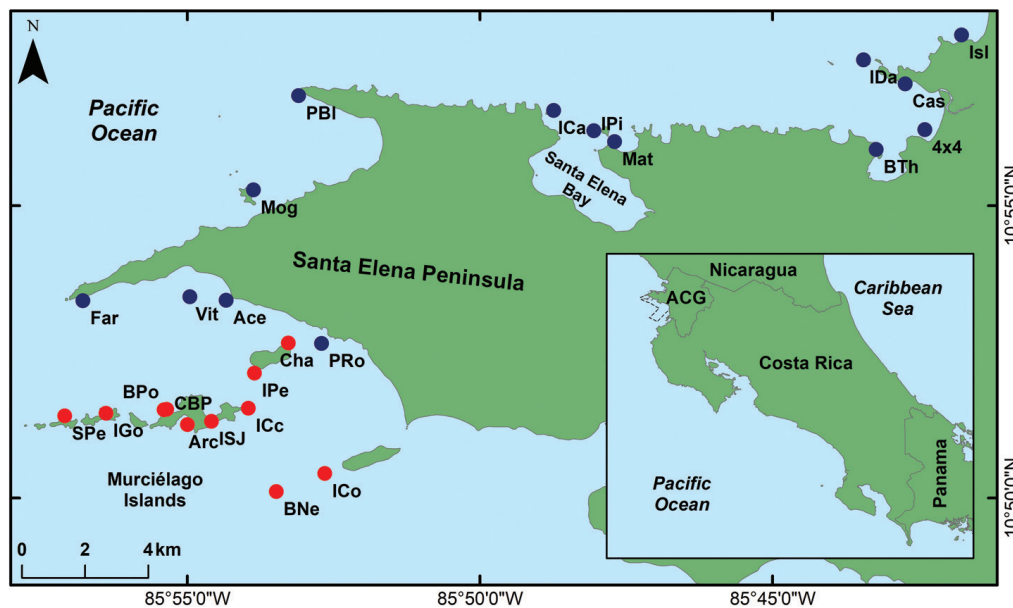 N
Pacific
Ocean
PBl
ICa
IPi
Mat
Santa Elena
Bay
IDa
Isl
Cas
4x4
BTh
Mog
10°55'0"N
Santa Elena Peninsula
Far
Vit
Ace
Cha
PRo
IPe
BPo
CBP
ICc
SPe
IGo
Arc
ISJ
Murciélago
Islands
ICo
BNe
10°50'0"N
0 2 4 km
85°55'0"W
85°50'0"W
85°45'0"W
Nicaragua
ACG
Caribbean
Sea
Costa Rica
Pacific
Ocean
Panama